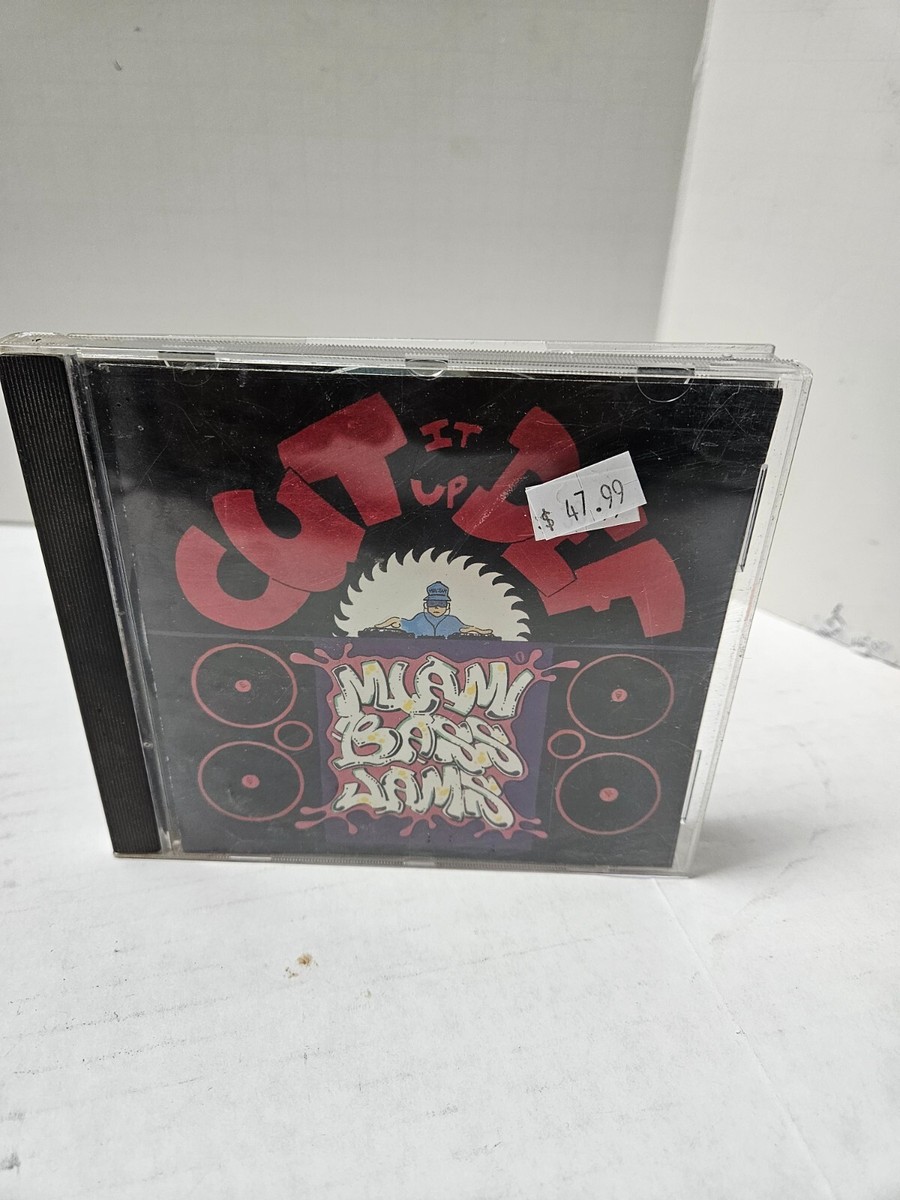 CUT
IT
UP
DEF
$ 47.99
MIAMI
BASS
JAMS